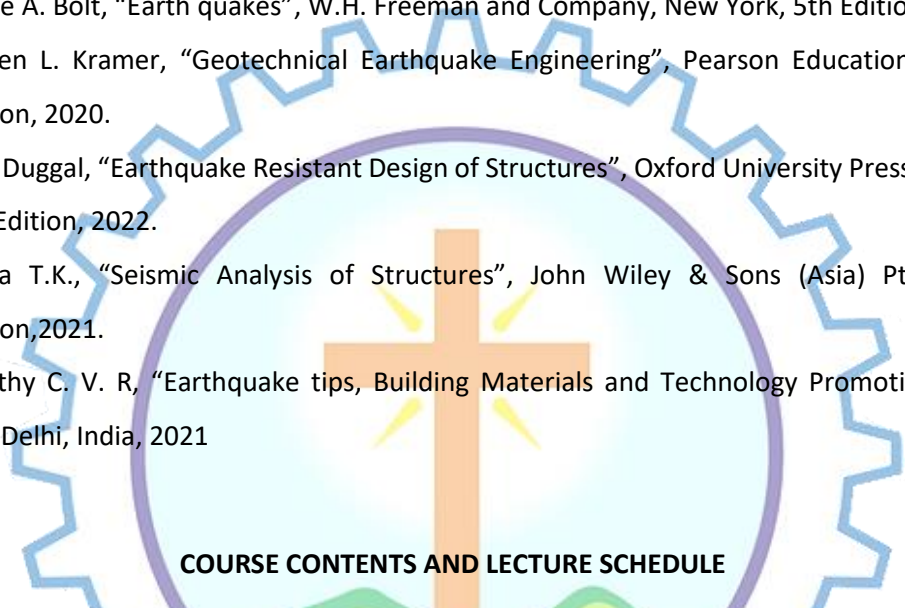 e A. Bolt, “Earth quakes”, W.H. Freeman and Company, New York, 5th Editio
en L. Kramer, “Geotechnical Earthquake Engineering”, Pearson Education
on, 2020.
Duggal, “Earthquake Resistant Design of Structures”, Oxford University Press
Edition, 2022.
a T.K., “Seismic Analysis of Structures”, John Wiley & Sons (Asia) Pt
on,2021.
thy C. V. R, “Earthquake tips, Building Materials and Technology Promoti
Delhi, India, 2021
COURSE CONTENTS AND LECTURE SCHEDULE